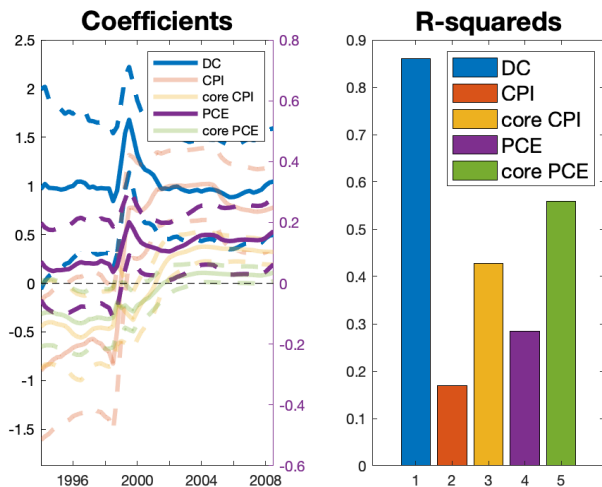 Coefficients
2.5
2
1.5
1
0.5
0
-0.5
-1
-1.5
0.8
0.6
0.4
0.2
0
-0.2
-0.4
-0.6
DC
CPI
core CPI
PCE
core PCE
1996 2000 2004 2008
R-squareds
0.9
0.8
0.7
0.6
0.5
0.4
0.3
0.2
0.1
0
DC
CPI
core CPI
PCE
core PCE
1 2 3 4 5